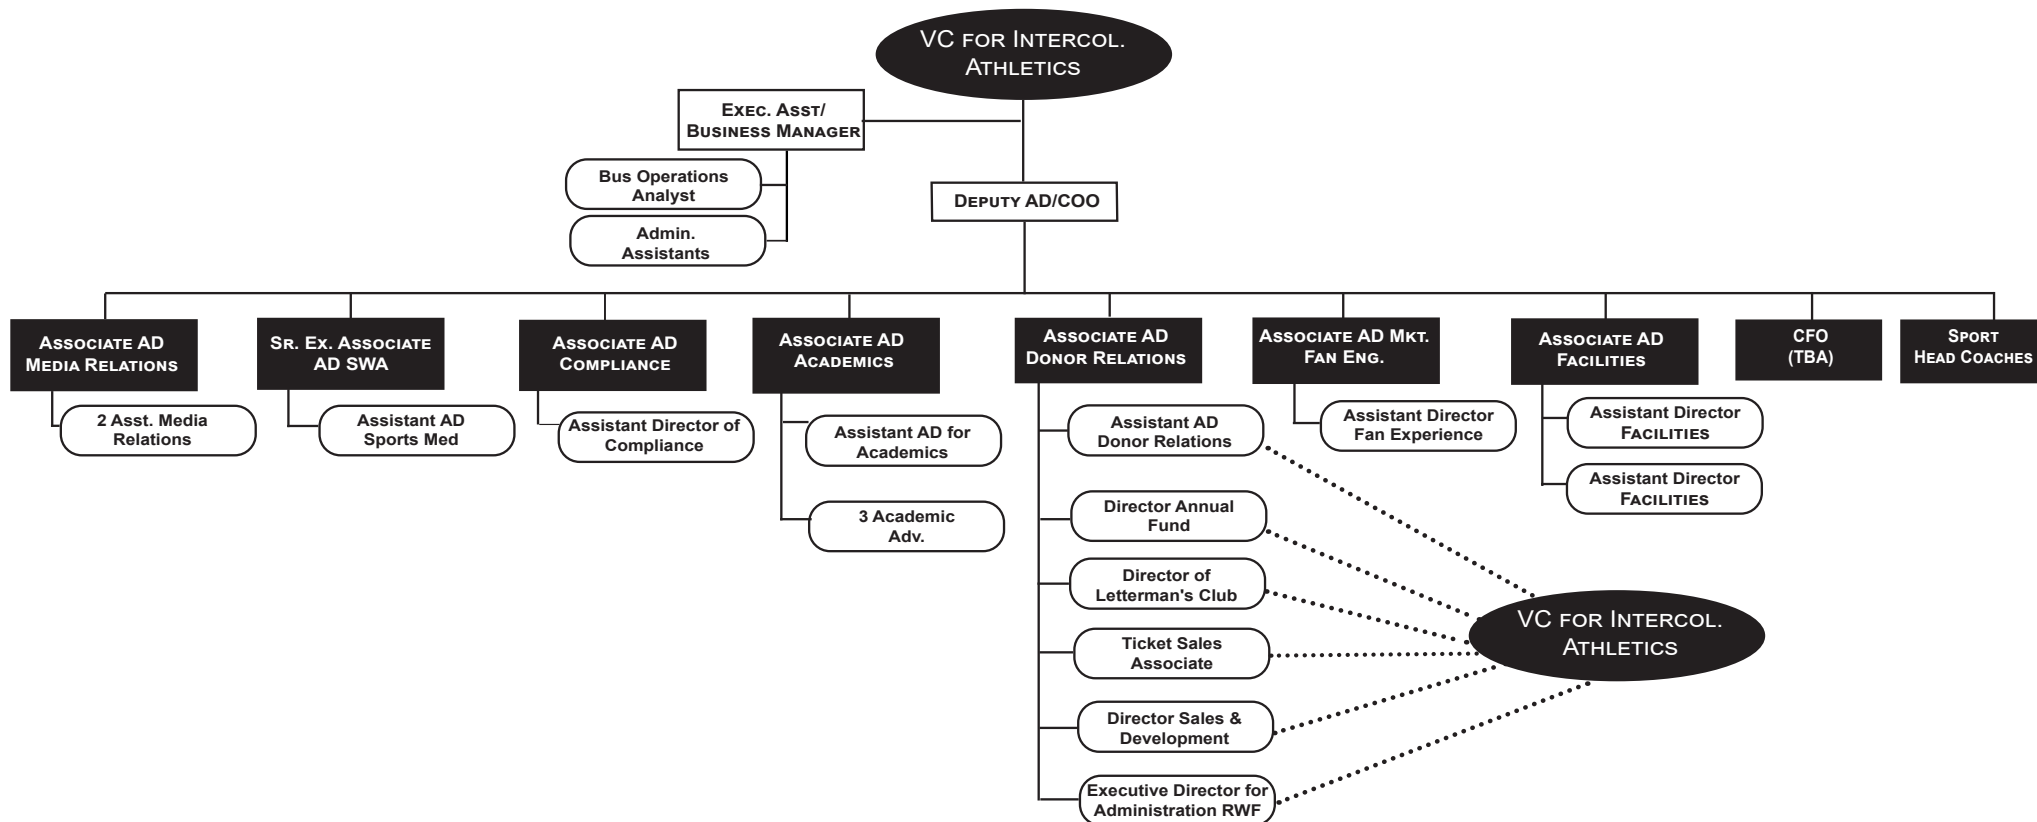 VC for Intercol.
Athletics
Exec. Asst/
Business Manager
Bus Operations
Analyst
Admin.
Assistants
Deputy AD/COO
Associate AD
Media Relations
2 Asst. Media
Relations
Sr. Ex. Associate
AD SWA
Assistant AD
Sports Med
Associate AD
Compliance
Assistant Director of
Compliance
Associate AD
Academics
Assistant AD for
Academics
3 Academic
Adv.
Associate AD
Donor Relations
Assistant AD
Donor Relations
Director Annual
Fund
Director of
Letterman's Club
Ticket Sales
Associate
Director Sales &
Development
Executive Director for
Administration RWF
Associate AD Mkt.
Fan Eng.
Assistant Director
Fan Experience
Associate AD
Facilities
Assistant Director
Facilities
Assistant Director
Facilities
CFO
(TBA)
Sport
Head Coaches
VC for Intercol.
Athletics